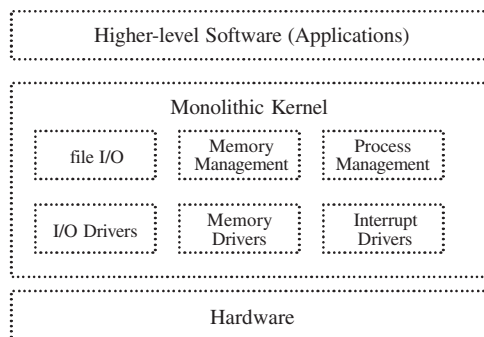 Higher-level Software (Applications)
Monolithic Kernel
file I/O
Memory
Management
Process
Management
I/O Drivers
Memory
Drivers
Interrupt
Drivers
Hardware